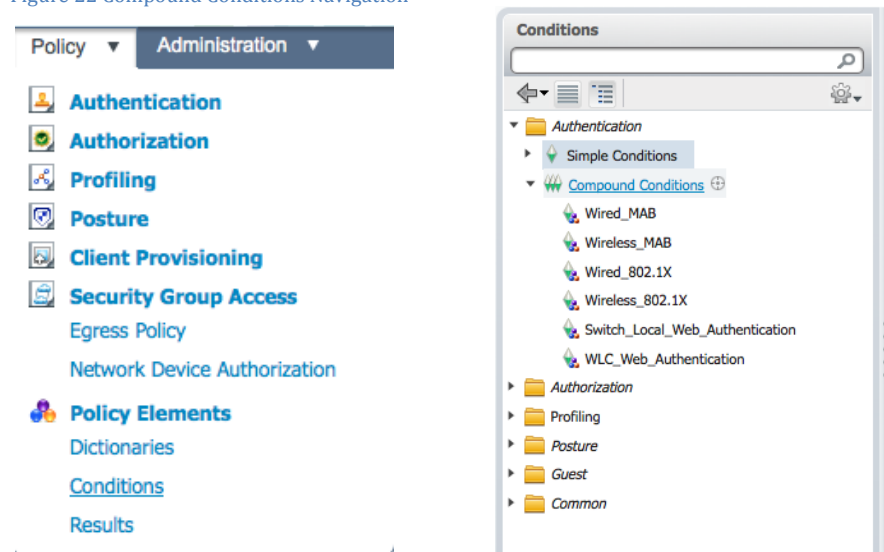 Figure 22 Compound Conditions Navigation
Policy
Administration
Authentication
Authorization
Profiling
Posture
Client Provisioning
Security Group Access
Egress Policy
Network Device Authorization
Policy Elements
Dictionaries
Conditions
Results
Conditions
Authentication
Simple Conditions
Compound Conditions
Wired_MAB
Wireless_MAB
Wired_802.1X
Wireless_802.1X
Switch_Local_Web_Authentication
WLC_Web_Authentication
Authorization
Profiling
Posture
Guest
Common